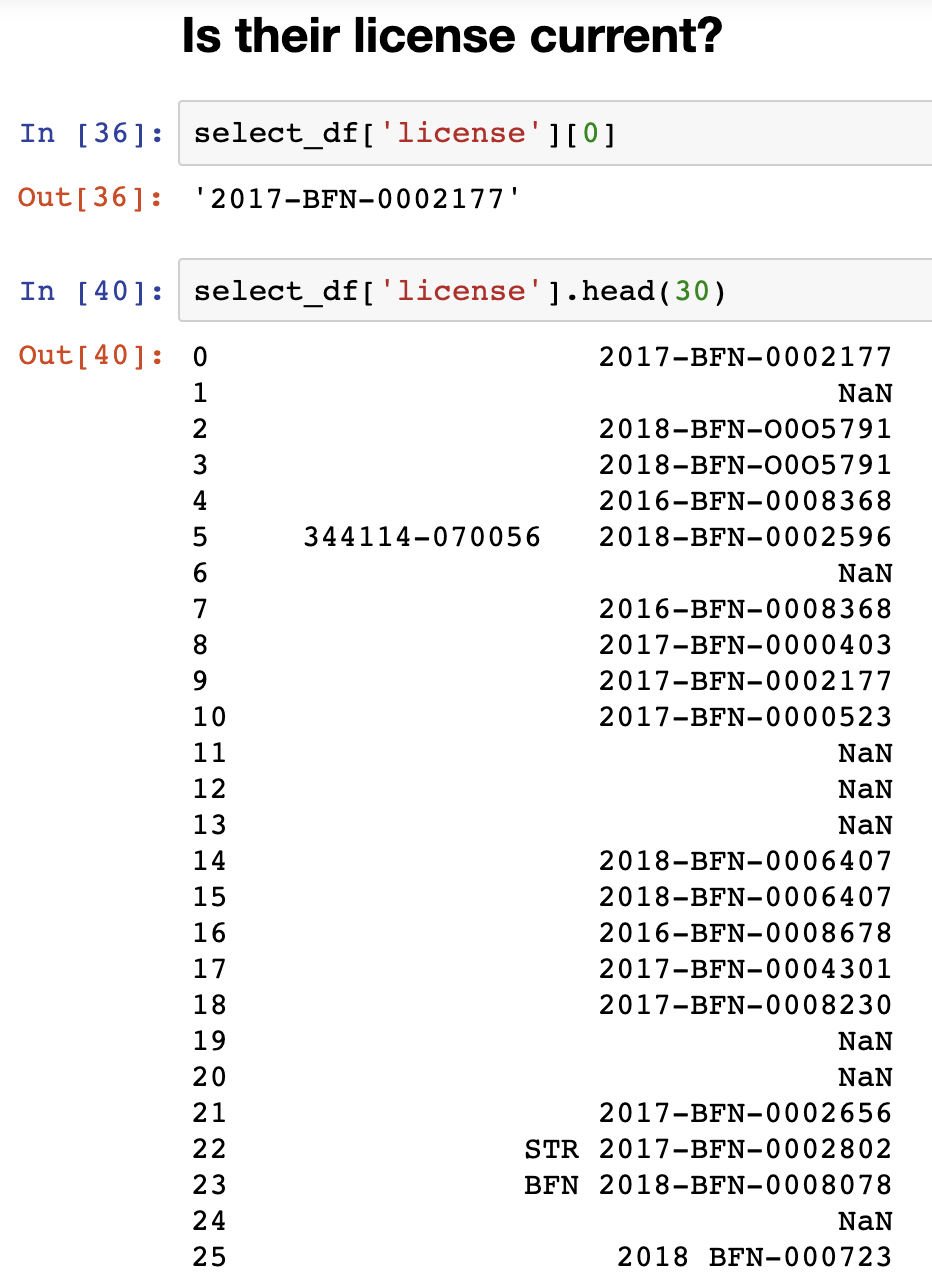 Is their license current?
In [36]: select_df['license'][0]
Out[36]: '2017-BFN-0002177'
In [40]: select_df['license'].head(30)
Out[40]: 0 2017-BFN-0002177
1 NaN
2 2018-BFN-O0O5791
3 2018-BFN-O0O5791
4 2016-BFN-0008368
5 344114-070056 2018-BFN-0002596
6 NaN
7 2016-BFN-0008368
8 2017-BFN-0000403
9 2017-BFN-0002177
10 2017-BFN-0000523
11 NaN
12 NaN
13 NaN
14 2018-BFN-0006407
15 2018-BFN-0006407
16 2016-BFN-0008678
17 2017-BFN-0004301
18 2017-BFN-0008230
19 NaN
20 NaN
21 2017-BFN-0002656
22 STR 2017-BFN-0002802
23 BFN 2018-BFN-0008078
24 NaN
25 2018 BFN-000723